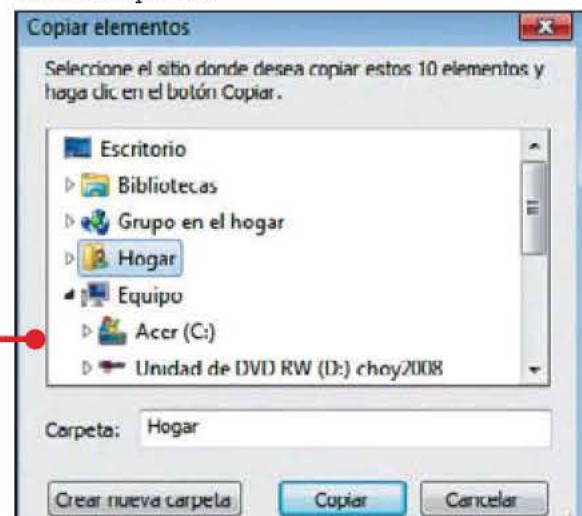 Copiar elementos
Seleccione el sitio donde desea copiar estos 10 elementos y
haga clic en el botón Copiar.
Escritorio
Bibliotecas
Grupo en el hogar
Hogar
Equipo
Acer (C:)
Unidad de DVD RW (D:) choy2008
Carpeta: Hogar
Crear nueva carpeta Copiar Cancelar